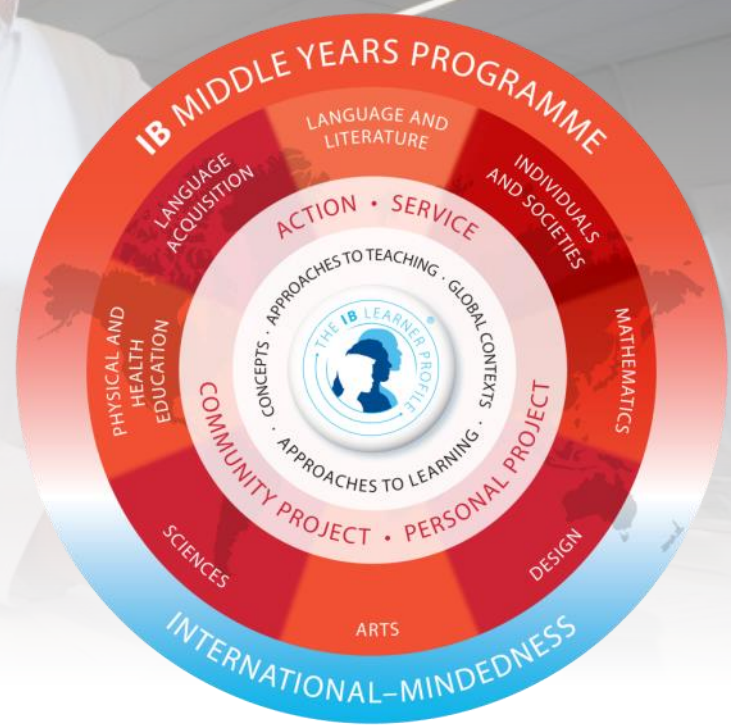 IB MIDDLE YEARS PROGRAMME
LANGUAGE AND
LITERATURE
INDIVIDUALS
AND SOCIETIES
MATHEMATICS
DESIGN
ARTS
SCIENCES
PHYSICAL AND
HEALTH
EDUCATION
LANGUAGE
ACQUISITION
ACTION • SERVICE
COMMUNITY PROJECT • PERSONAL PROJECT
APPROACHES TO TEACHING · GLOBAL CONTEXTS ·
APPROACHES TO LEARNING · CONCEPTS ·
THE IB LEARNER PROFILE ®
INTERNATIONAL–MINDEDNESS